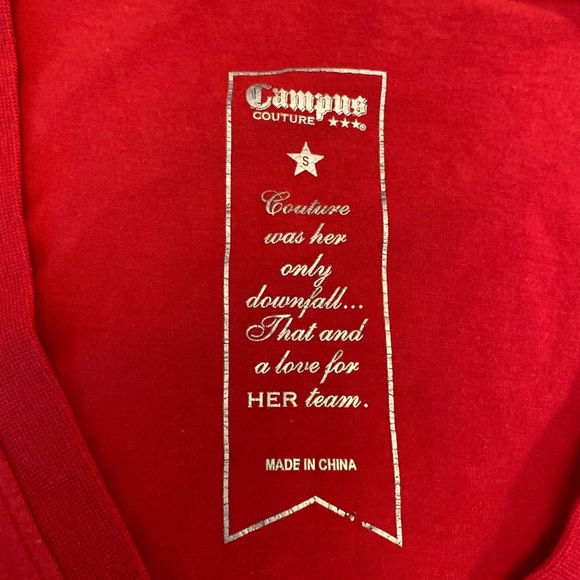 Campus
COUTURE ★★★®
S
Couture
was her
only
downfall...
That and
a love for
HER team.
MADE IN CHINA